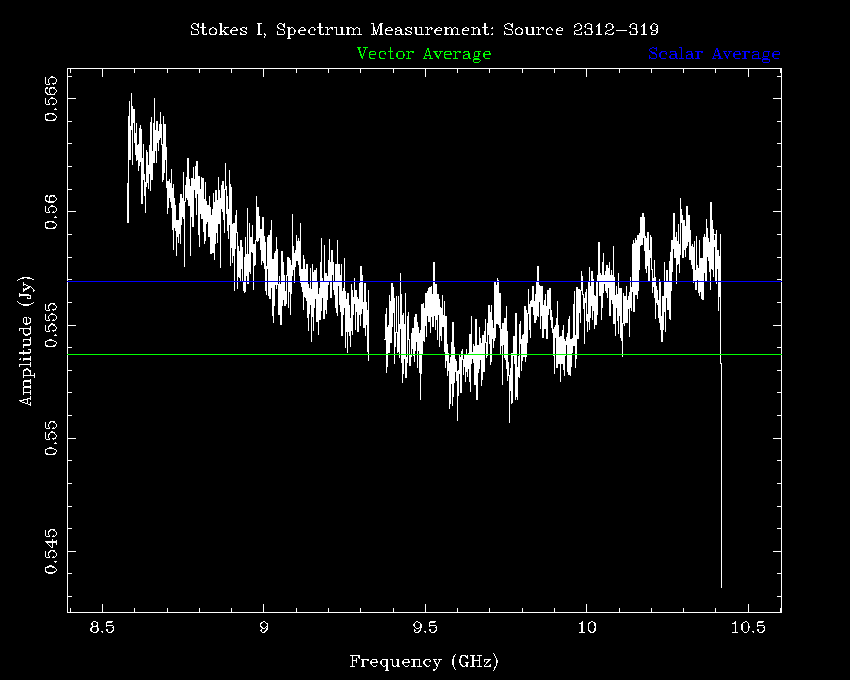 Stokes I, Spectrum Measurement: Source 2312-319
Vector Average Scalar Average
0.565
0.56
0.555
0.55
0.545
Amplitude (Jy)
8.5 9 9.5 10 10.5
Frequency (GHz)